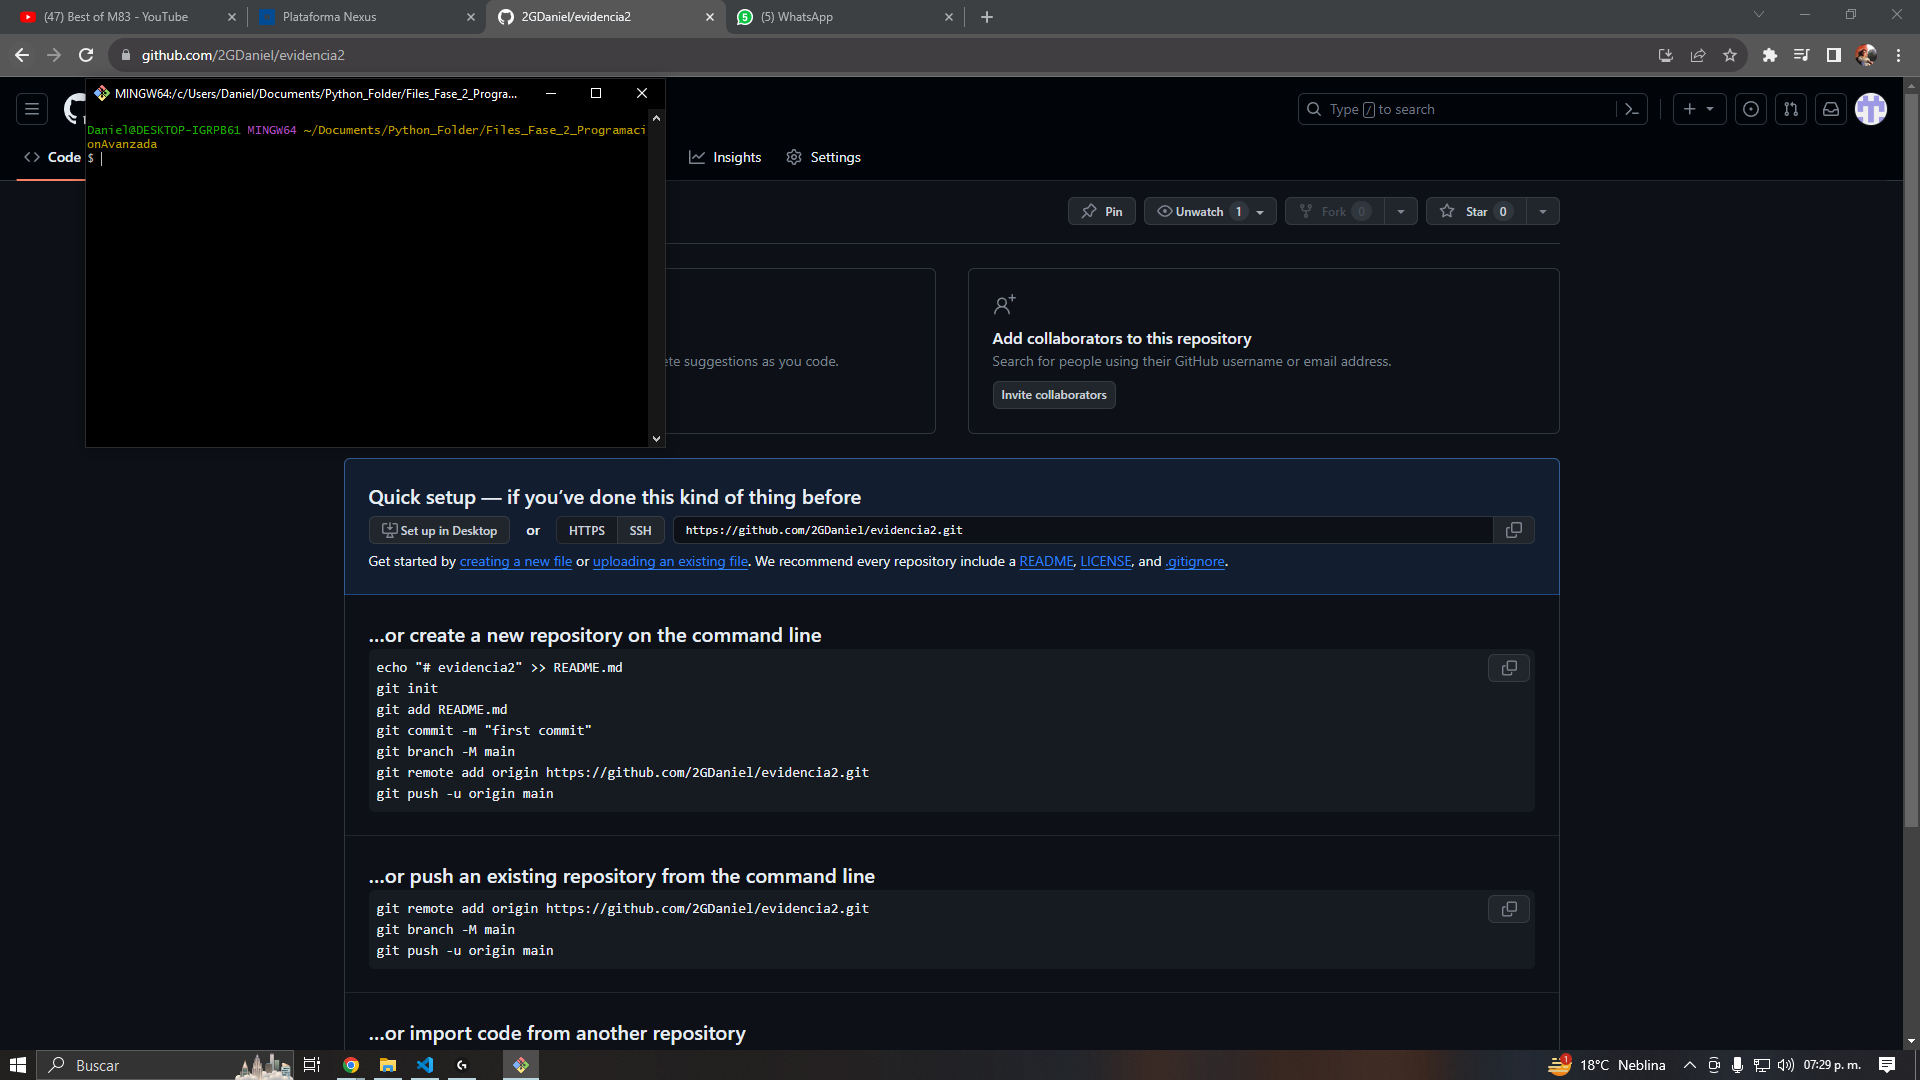 (47) Best of M83 - YouTube
Plataforma Nexus
2GDaniel/evidencia2
(5) WhatsApp
github.com/2GDaniel/evidencia2
MINGW64:/c/Users/Daniel/Documents/Python_Folder/Files_Fase_2_Progra...
Daniel@DESKTOP-IGRPB61 MINGW64 ~/Documents/Python_Folder/Files_Fase_2_Programaci
onAvanzada
$
Type / to search
Code
Insights
Settings
Pin
Unwatch 1
Fork 0
Star 0
ete suggestions as you code.
Add collaborators to this repository
Search for people using their GitHub username or email address.
Invite collaborators
Quick setup — if you’ve done this kind of thing before
Set up in Desktop or HTTPS SSH https://github.com/2GDaniel/evidencia2.git
Get started by creating a new file or uploading an existing file. We recommend every repository include a README, LICENSE, and .gitignore.
…or create a new repository on the command line
echo "# evidencia2" >> README.md
git init
git add README.md
git commit -m "first commit"
git branch -M main
git remote add origin https://github.com/2GDaniel/evidencia2.git
git push -u origin main
…or push an existing repository from the command line
git remote add origin https://github.com/2GDaniel/evidencia2.git
git branch -M main
git push -u origin main
…or import code from another repository
Buscar
1
18°C Neblina
07:29 p. m.